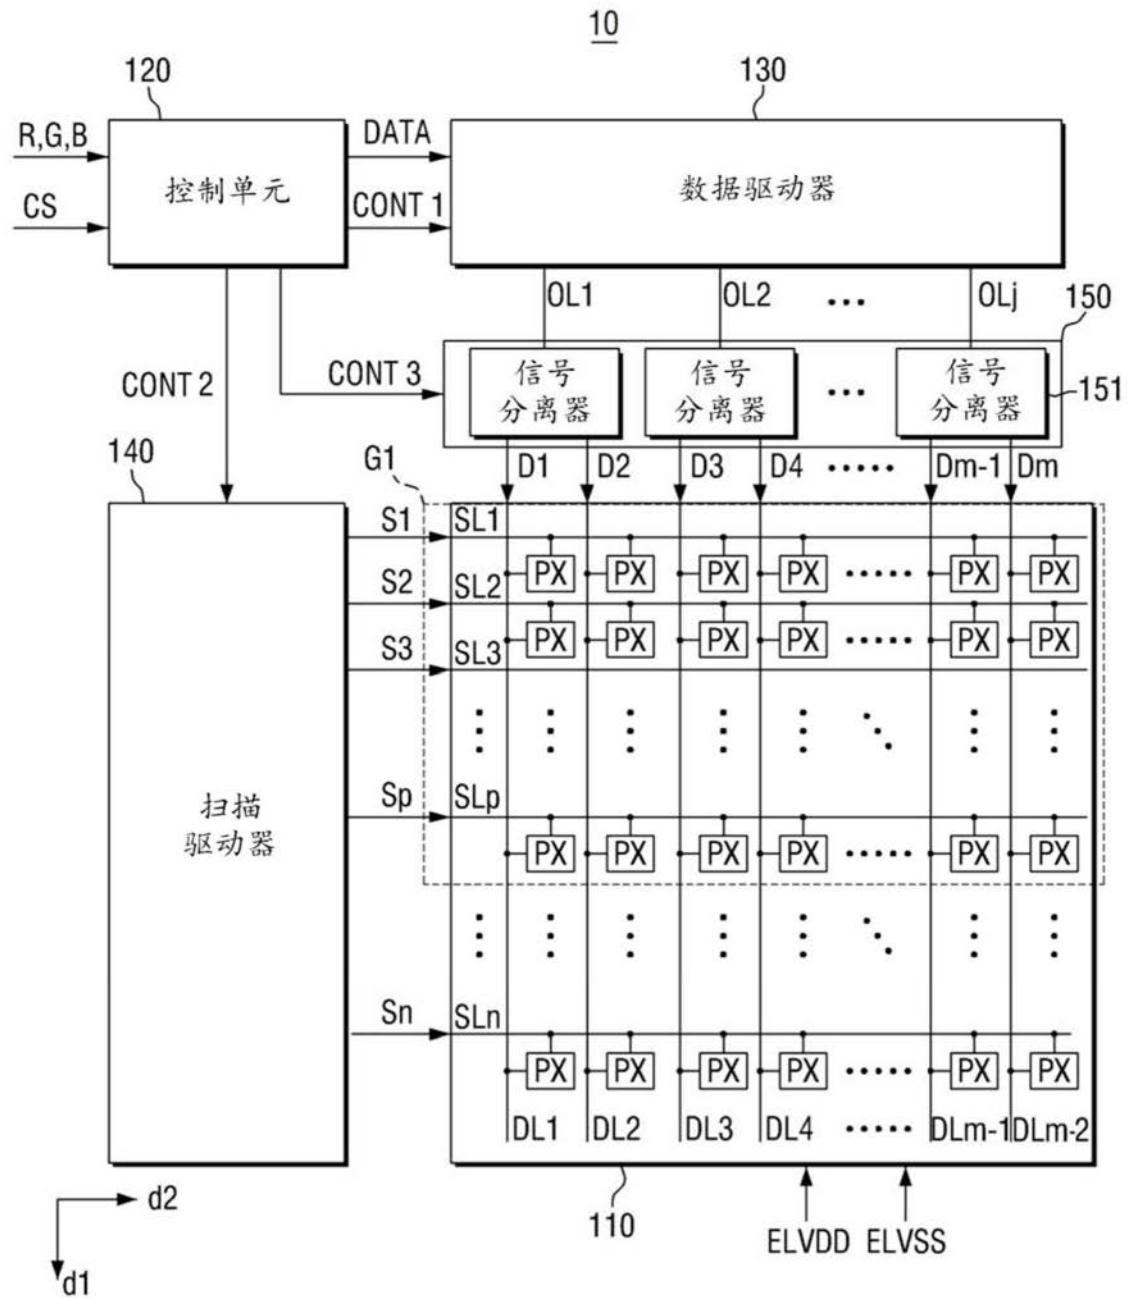 10
120
130
R,G,B
DATA
控制单元
数据驱动器
CS
CONT 1
OL1 OL2 ••• OLj
150
CONT 2
CONT 3
信号
分离器
信号
分离器
•••
信号
分离器
151
140
G1
D1 D2 D3 D4 ••••• Dm-1 Dm
S1 SL1
PX PX PX PX ••••• PX PX
S2 SL2
PX PX PX PX ••••• PX PX
S3 SL3
扫描
驱动器
Sp SLp
PX PX PX PX ••••• PX PX
Sn SLn
PX PX PX PX ••••• PX PX
DL1 DL2 DL3 DL4 ••••• DLm-1 DLm-2
d2
110
ELVDD ELVSS
d1